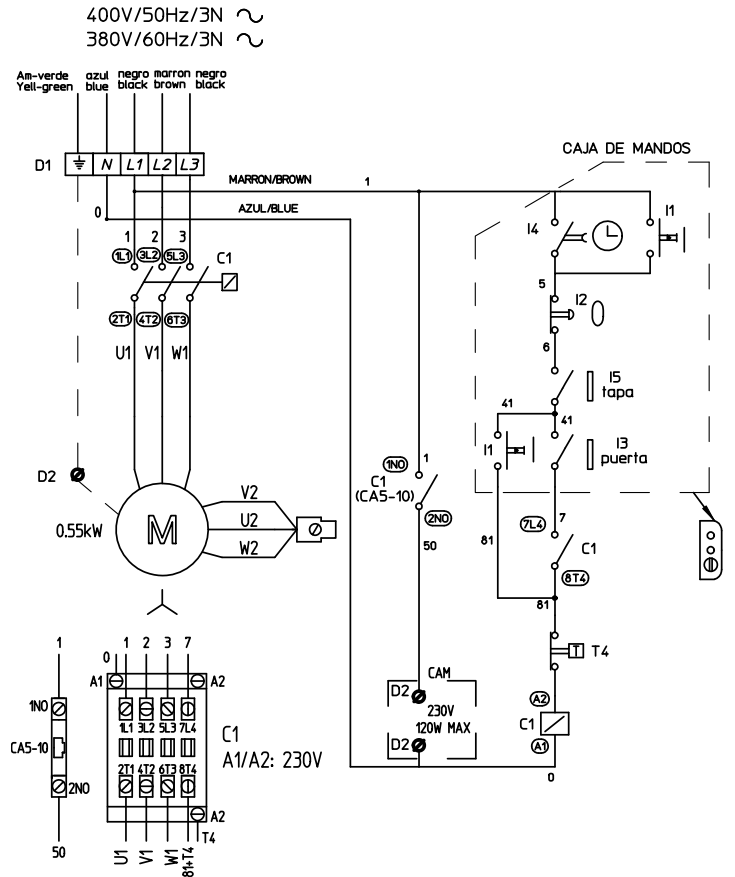 400V/50Hz/3N
380V/60Hz/3N
Am-verde azul negro marron negro
Yell-green blue black brown black
D1 N L1 L2 L3
CAJA DE MANDOS
MARRON/BROWN 1
0 AZUL/BLUE
1 2 3
1L1 3L2 5L3 C1
I4 I1
5
I2
2T1 4T2 6T3
6
U1 V1 W1
I5
tapa
41 41
I1 I3
puerta
1NO 1
C1
(CA5-10)
D2
V2
2NO
7L4 7
0.55kW M U2
81
50 C1
W2
8T4
81
1 0 1 2 3 7
T T4
A1 A2
CAM
D2
A2
1NO
230V
120W MAX
C1
1L1 3L2 5L3 7L4
C1
CA5-10
D2
A1
A1/A2: 230V
2T1 4T2 6T3 8T4
0
2NO
A2
T4
50 U1 V1 W1 81+T4